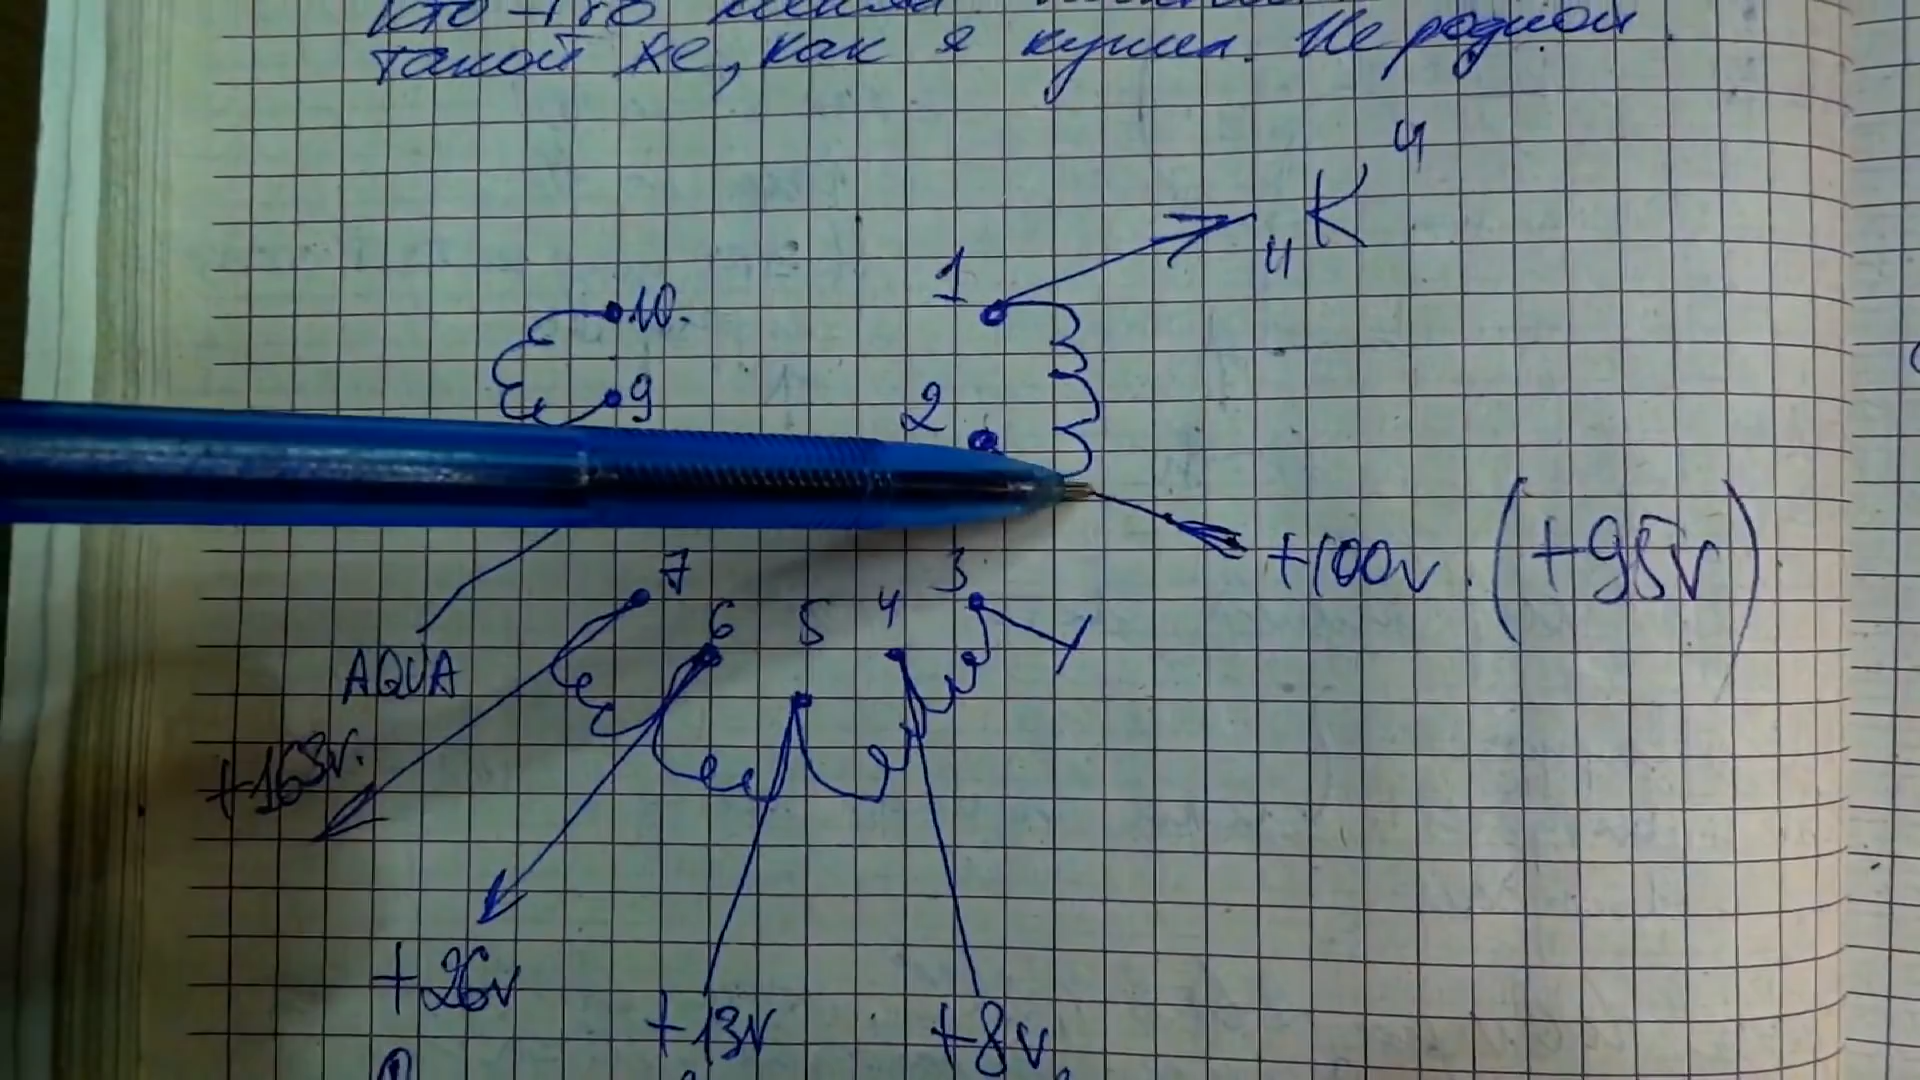 такой же, как я купил. Не родной.
"К"
1
10.
9
2
+100v. (+95v)
7
3
6
5
4
AQUA
+163v.
+26v
+13v
+8v